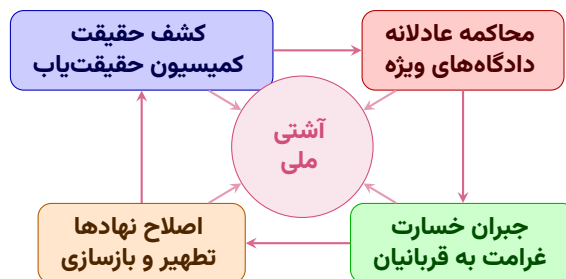 محاکمه عادلانه
دادگاه‌های ویژه
کشف حقیقت
کمیسیون حقیقت‌یاب
آشتی
ملی
جبران خسارت
غرامت به قربانیان
اصلاح نهادها
تطهیر و بازسازی